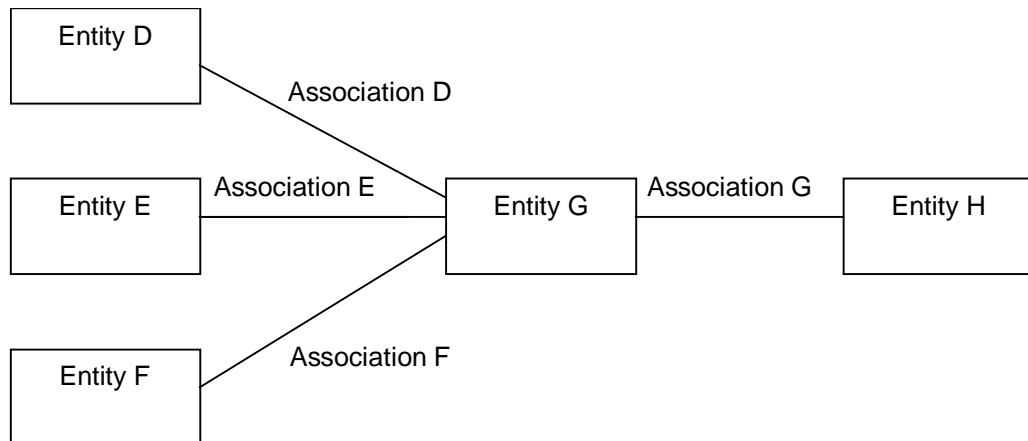 Entity D
Association D
Entity E
Association E
Entity G
Association G
Entity H
Entity F
Association F